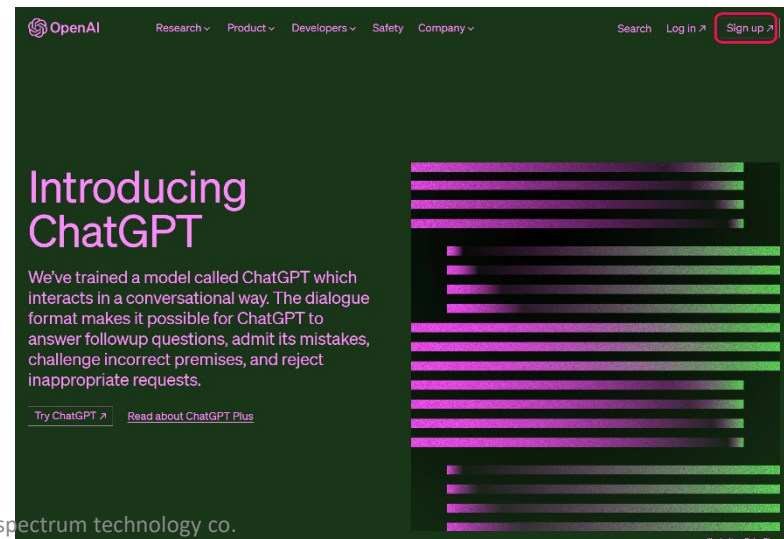 OpenAI
Research
Product
Developers
Safety
Company
Search
Log in ↗
Sign up ↗
Introducing
ChatGPT
We've trained a model called ChatGPT which
interacts in a conversational way. The dialogue
format makes it possible for ChatGPT to
answer followup questions, admit its mistakes,
challenge incorrect premises, and reject
inappropriate requests.
Try ChatGPT ↗
Read about ChatGPT Plus
spectrum technology co.